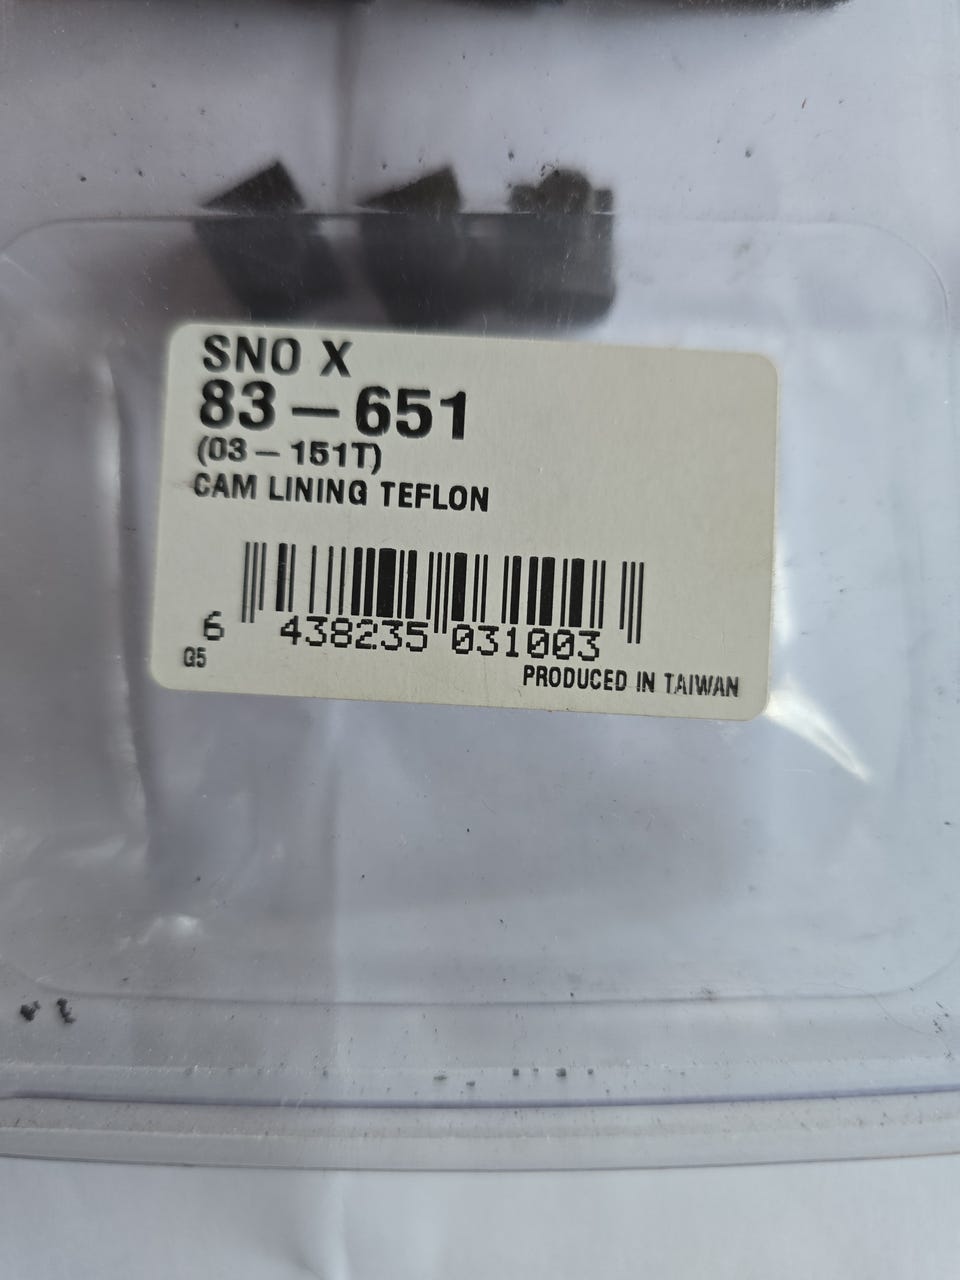 SNO X
83-651
(03-151T)
CAM LINING TEFLON
6 438235 031003
G5
PRODUCED IN TAIWAN